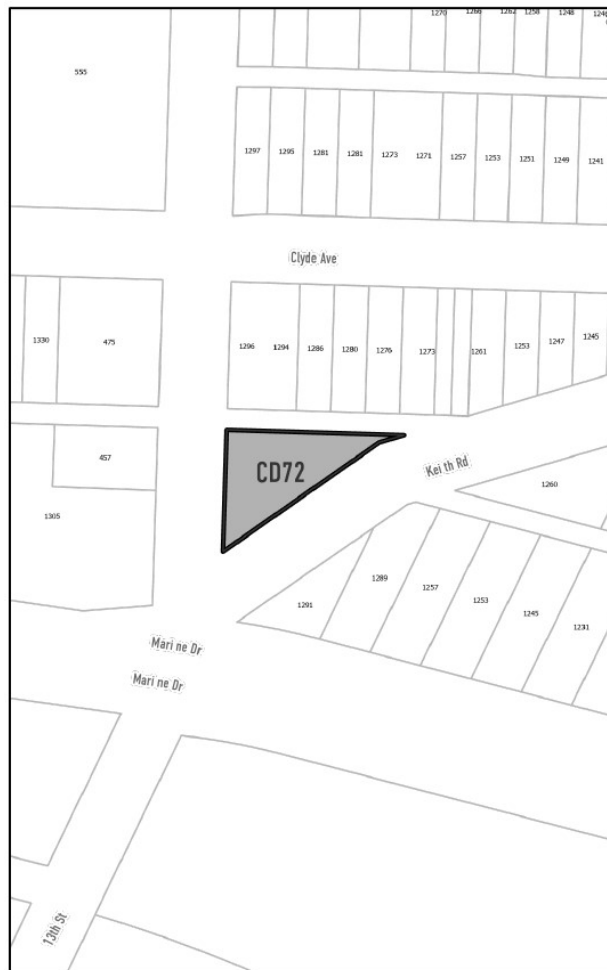 1270 1266 1262 1258 1248
555
1297 1295 1281 1281 1273 1271 1257 1253 1251 1249 1241
Clyde Ave
1330 475 1296 1294 1286 1280 1276 1273 1261 1253 1247 1245
457
CD72
Kei th Rd
1260
1305
1291 1289 1257 1253 1245 1231
Mari ne Dr
Mari ne Dr
13th St